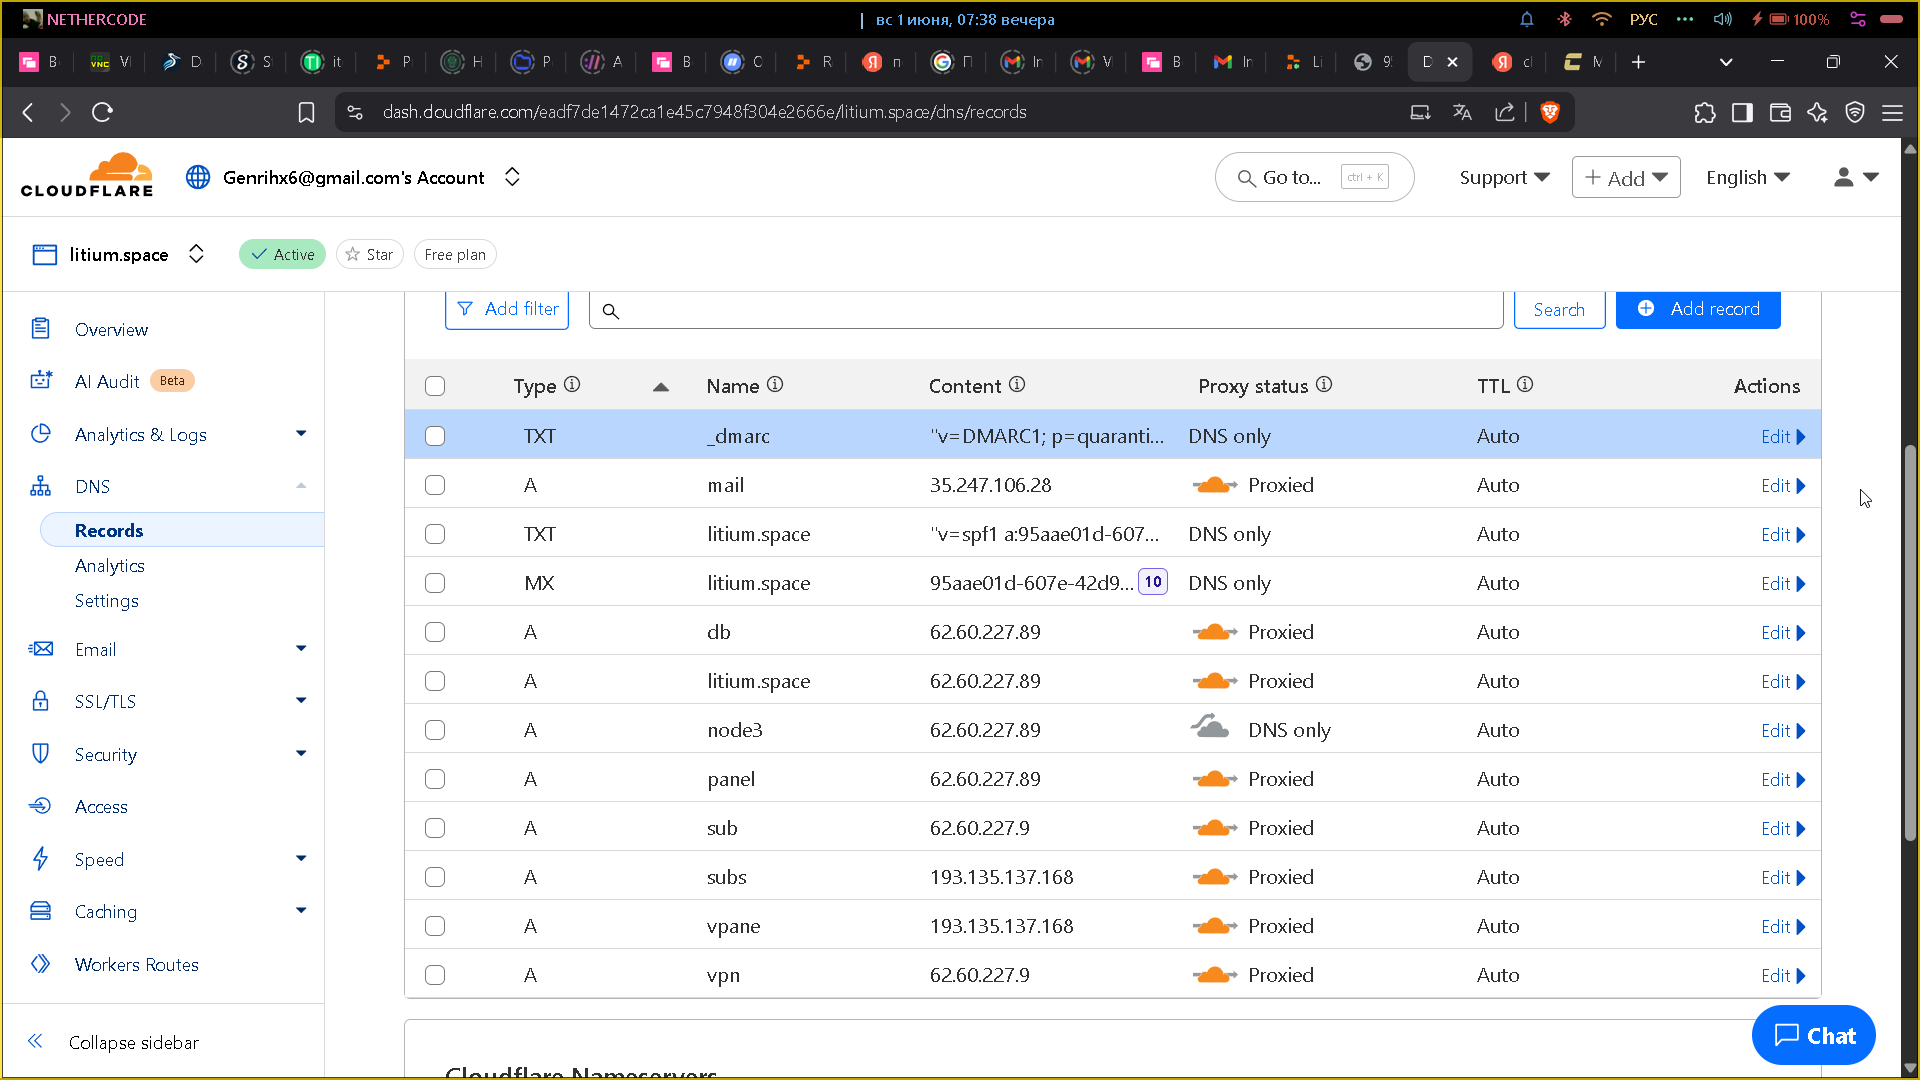 NETHERCODE
вс 1 июня, 07:38 вечера
РУС
100%
dash.cloudflare.com/eadf7de1472ca1e45c7948f304e2666e/litium.space/dns/records
CLOUDFLARE
Genrihx6@gmail.com's Account
Go to...
ctrl + K
Support
Add
English
litium.space
Active
Star
Free plan
Overview
AI Audit
Beta
Analytics & Logs
DNS
Records
Analytics
Settings
Email
SSL/TLS
Security
Access
Speed
Caching
Workers Routes
Collapse sidebar
Add filter
Search
Add record
Type Name Content Proxy status TTL Actions
TXT _dmarc "v=DMARC1; p=quaranti... DNS only Auto Edit
A mail 35.247.106.28 Proxied Auto Edit
TXT litium.space "v=spf1 a:95aae01d-607... DNS only Auto Edit
MX litium.space 95aae01d-607e-42d9... 10 DNS only Auto Edit
A db 62.60.227.89 Proxied Auto Edit
A litium.space 62.60.227.89 Proxied Auto Edit
A node3 62.60.227.89 DNS only Auto Edit
A panel 62.60.227.89 Proxied Auto Edit
A sub 62.60.227.9 Proxied Auto Edit
A subs 193.135.137.168 Proxied Auto Edit
A vpane 193.135.137.168 Proxied Auto Edit
A vpn 62.60.227.9 Proxied Auto Edit
Cloudflare Nameservers
Chat